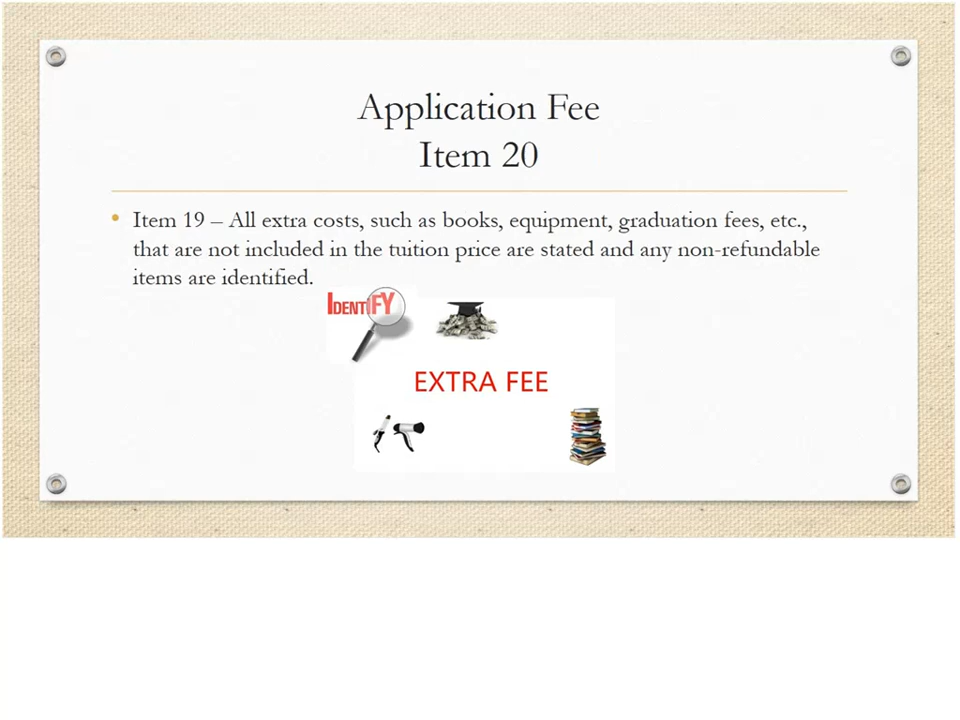 Application Fee
Item 20
• Item 19 – All extra costs, such as books, equipment, graduation fees, etc.,
that are not included in the tuition price are stated and any non-refundable
items are identified.
IDENTIFY
EXTRA FEE